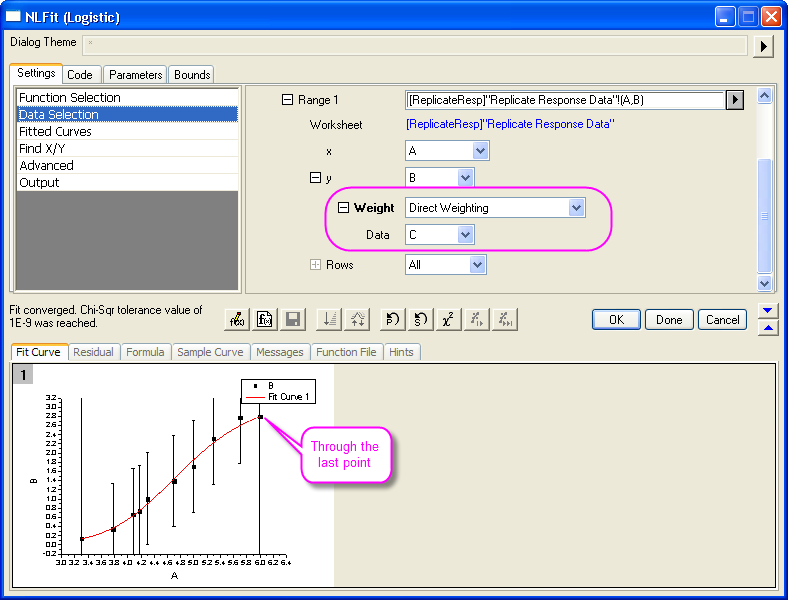 NLFit (Logistic)
Dialog Theme
*
Settings Code Parameters Bounds
Function Selection
Data Selection
Fitted Curves
Find X/Y
Advanced
Output
Range 1 [ReplicateResp]"Replicate Response Data"!(A,B)
Worksheet [ReplicateResp]"Replicate Response Data"
x A
y B
Weight Direct Weighting
Data C
Rows All
Fit converged. Chi-Sqr tolerance value of
1E-9 was reached.
OK Done Cancel
Fit Curve Residual Formula Sample Curve Messages Function File Hints
1
B
Fit Curve 1
Through the
last point
3.2
3.0
2.8
2.6
2.4
2.2
2.0
1.8
1.6
1.4
1.2
1.0
0.8
0.6
0.4
0.2
0.0
-0.2
B
3.0 3.2 3.4 3.6 3.8 4.0 4.2 4.4 4.6 4.8 5.0 5.2 5.4 5.6 5.8 6.0 6.2 6.4
A